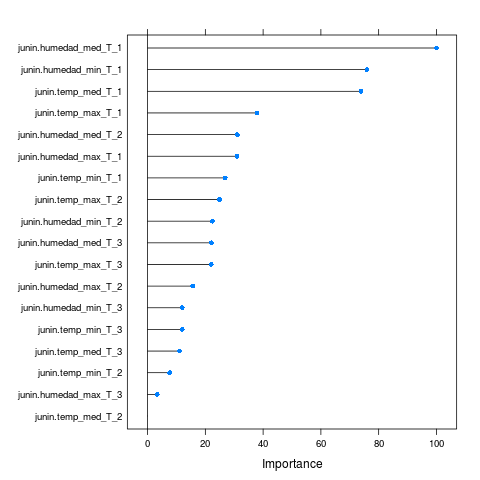 junin.humedad_med_T_1
junin.humedad_min_T_1
junin.temp_med_T_1
junin.temp_max_T_1
junin.humedad_med_T_2
junin.humedad_max_T_1
junin.temp_min_T_1
junin.temp_max_T_2
junin.humedad_min_T_2
junin.humedad_med_T_3
junin.temp_max_T_3
junin.humedad_max_T_2
junin.humedad_min_T_3
junin.temp_min_T_3
junin.temp_med_T_3
junin.temp_min_T_2
junin.humedad_max_T_3
junin.temp_med_T_2
0 20 40 60 80 100
Importance